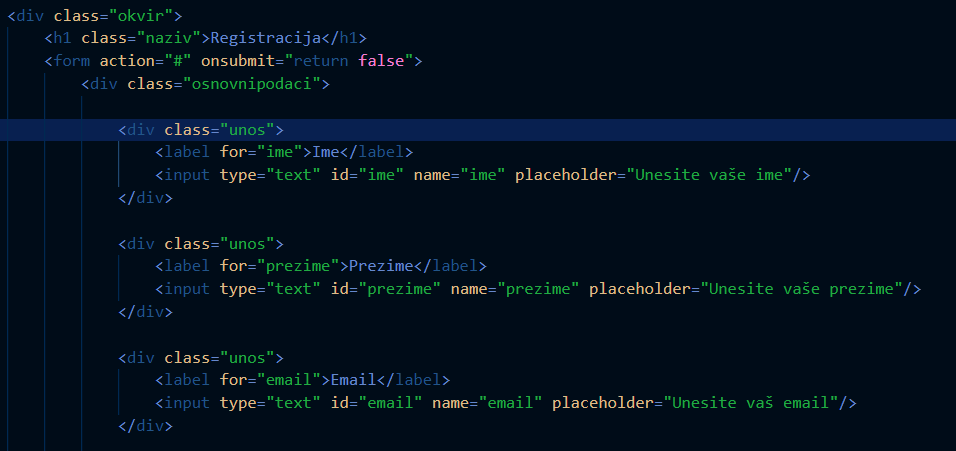 <div class="okvir">
<h1 class="naziv">Registracija</h1>
<form action="#" onsubmit="return false">
<div class="osnovnipodaci">
<div class="unos">
<label for="ime">Ime</label>
<input type="text" id="ime" name="ime" placeholder="Unesite vaše ime"/>
</div>
<div class="unos">
<label for="prezime">Prezime</label>
<input type="text" id="prezime" name="prezime" placeholder="Unesite vaše prezime"/>
</div>
<div class="unos">
<label for="email">Email</label>
<input type="text" id="email" name="email" placeholder="Unesite vaš email"/>
</div>